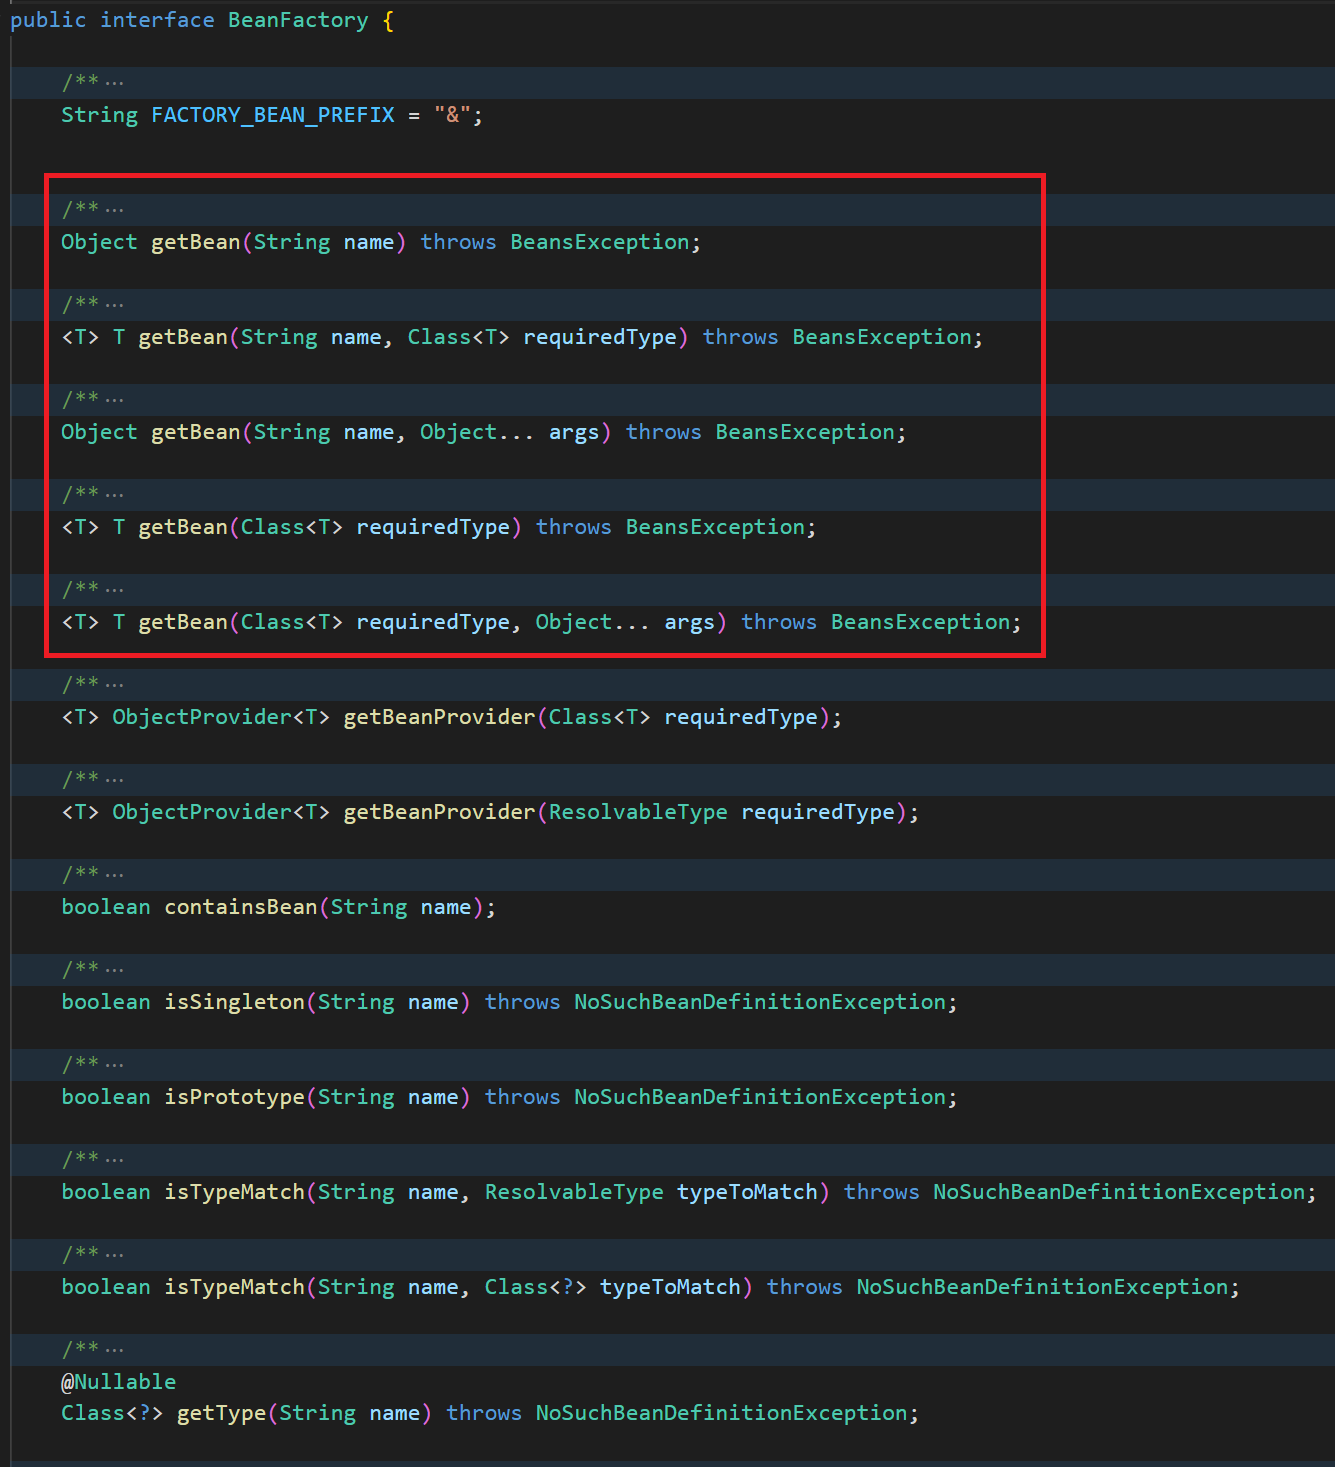 public interface BeanFactory {
/** ...
String FACTORY_BEAN_PREFIX = "&";
/** ...
Object getBean(String name) throws BeansException;
/** ...
<T> T getBean(String name, Class<T> requiredType) throws BeansException;
/** ...
Object getBean(String name, Object... args) throws BeansException;
/** ...
<T> T getBean(Class<T> requiredType) throws BeansException;
/** ...
<T> T getBean(Class<T> requiredType, Object... args) throws BeansException;
/** ...
<T> ObjectProvider<T> getBeanProvider(Class<T> requiredType);
/** ...
<T> ObjectProvider<T> getBeanProvider(ResolvableType requiredType);
/** ...
boolean containsBean(String name);
/** ...
boolean isSingleton(String name) throws NoSuchBeanDefinitionException;
/** ...
boolean isPrototype(String name) throws NoSuchBeanDefinitionException;
/** ...
boolean isTypeMatch(String name, ResolvableType typeToMatch) throws NoSuchBeanDefinitionException;
/** ...
boolean isTypeMatch(String name, Class<?> typeToMatch) throws NoSuchBeanDefinitionException;
/** ...
@Nullable
Class<?> getType(String name) throws NoSuchBeanDefinitionException;